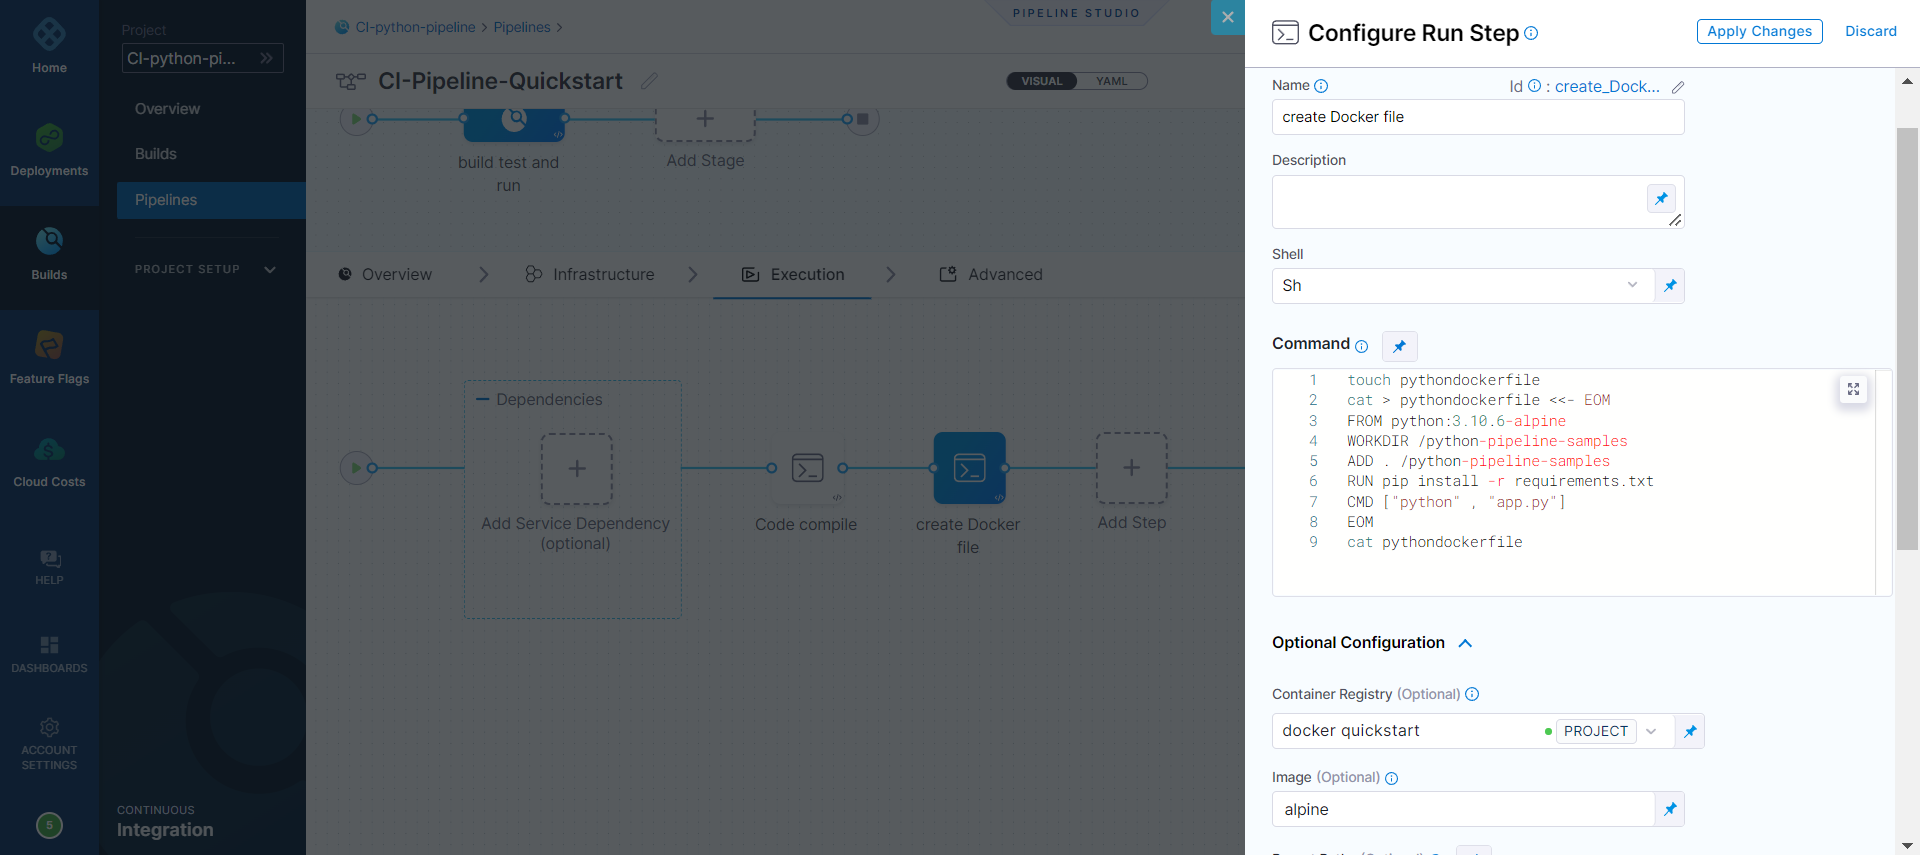 Home
Deployments
Builds
Feature Flags
Cloud Costs
HELP
DASHBOARDS
ACCOUNT
SETTINGS
5
Project
CI-python-pi...
Overview
Builds
Pipelines
PROJECT SETUP
CONTINUOUS
Integration
CI-python-pipeline > Pipelines >
PIPELINE STUDIO
CI-Pipeline-Quickstart
VISUAL YAML
build test and
run
Add Stage
Overview
Infrastructure
Execution
Advanced
Dependencies
Add Service Dependency
(optional)
Code compile
create Docker
file
Add Step
Configure Run Step
Apply Changes
Discard
Name
Id : create_Dock...
create Docker file
Description
Shell
Sh
Command
1 touch pythondockerfile
2 cat > pythondockerfile <<- EOM
3 FROM python:3.10.6-alpine
4 WORKDIR /python-pipeline-samples
5 ADD . /python-pipeline-samples
6 RUN pip install -r requirements.txt
7 CMD ["python" , "app.py"]
8 EOM
9 cat pythondockerfile
Optional Configuration
Container Registry (Optional)
docker quickstart PROJECT
Image (Optional)
alpine